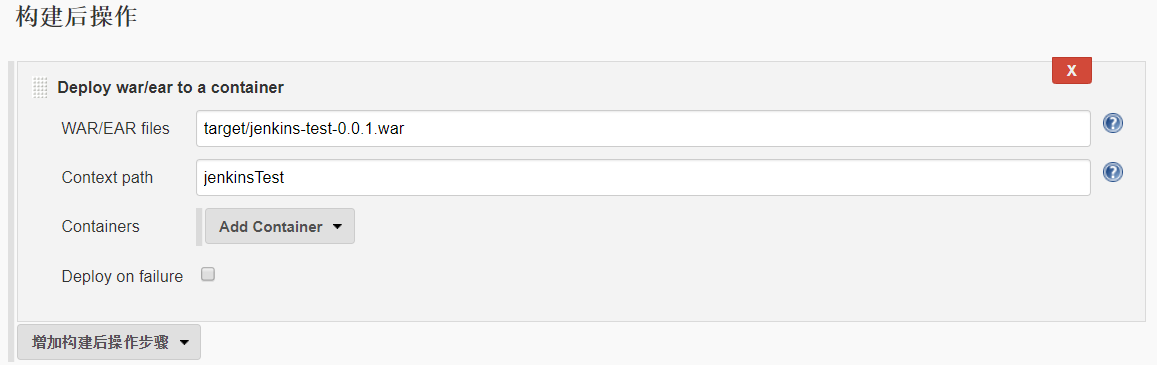 构建后操作
Deploy war/ear to a container
X
WAR/EAR files target/jenkins-test-0.0.1.war ?
Context path jenkinsTest ?
Containers Add Container
Deploy on failure
增加构建后操作步骤